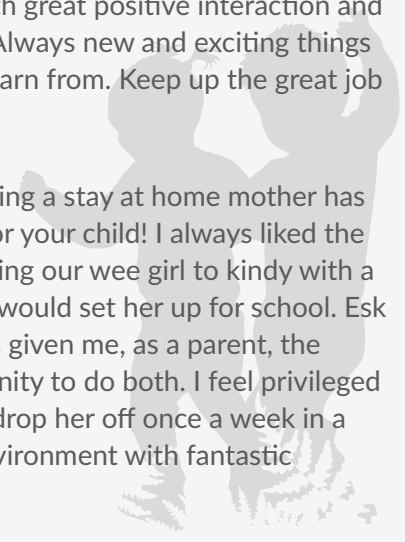 great positive interaction and
Always new and exciting things
arn from. Keep up the great job
ing a stay at home mother has
or your child! I always liked the
ing our wee girl to kindy with a
would set her up for school. Esk
given me, as a parent, the
nity to do both. I feel privileged
drop her off once a week in a
vironment with fantastic